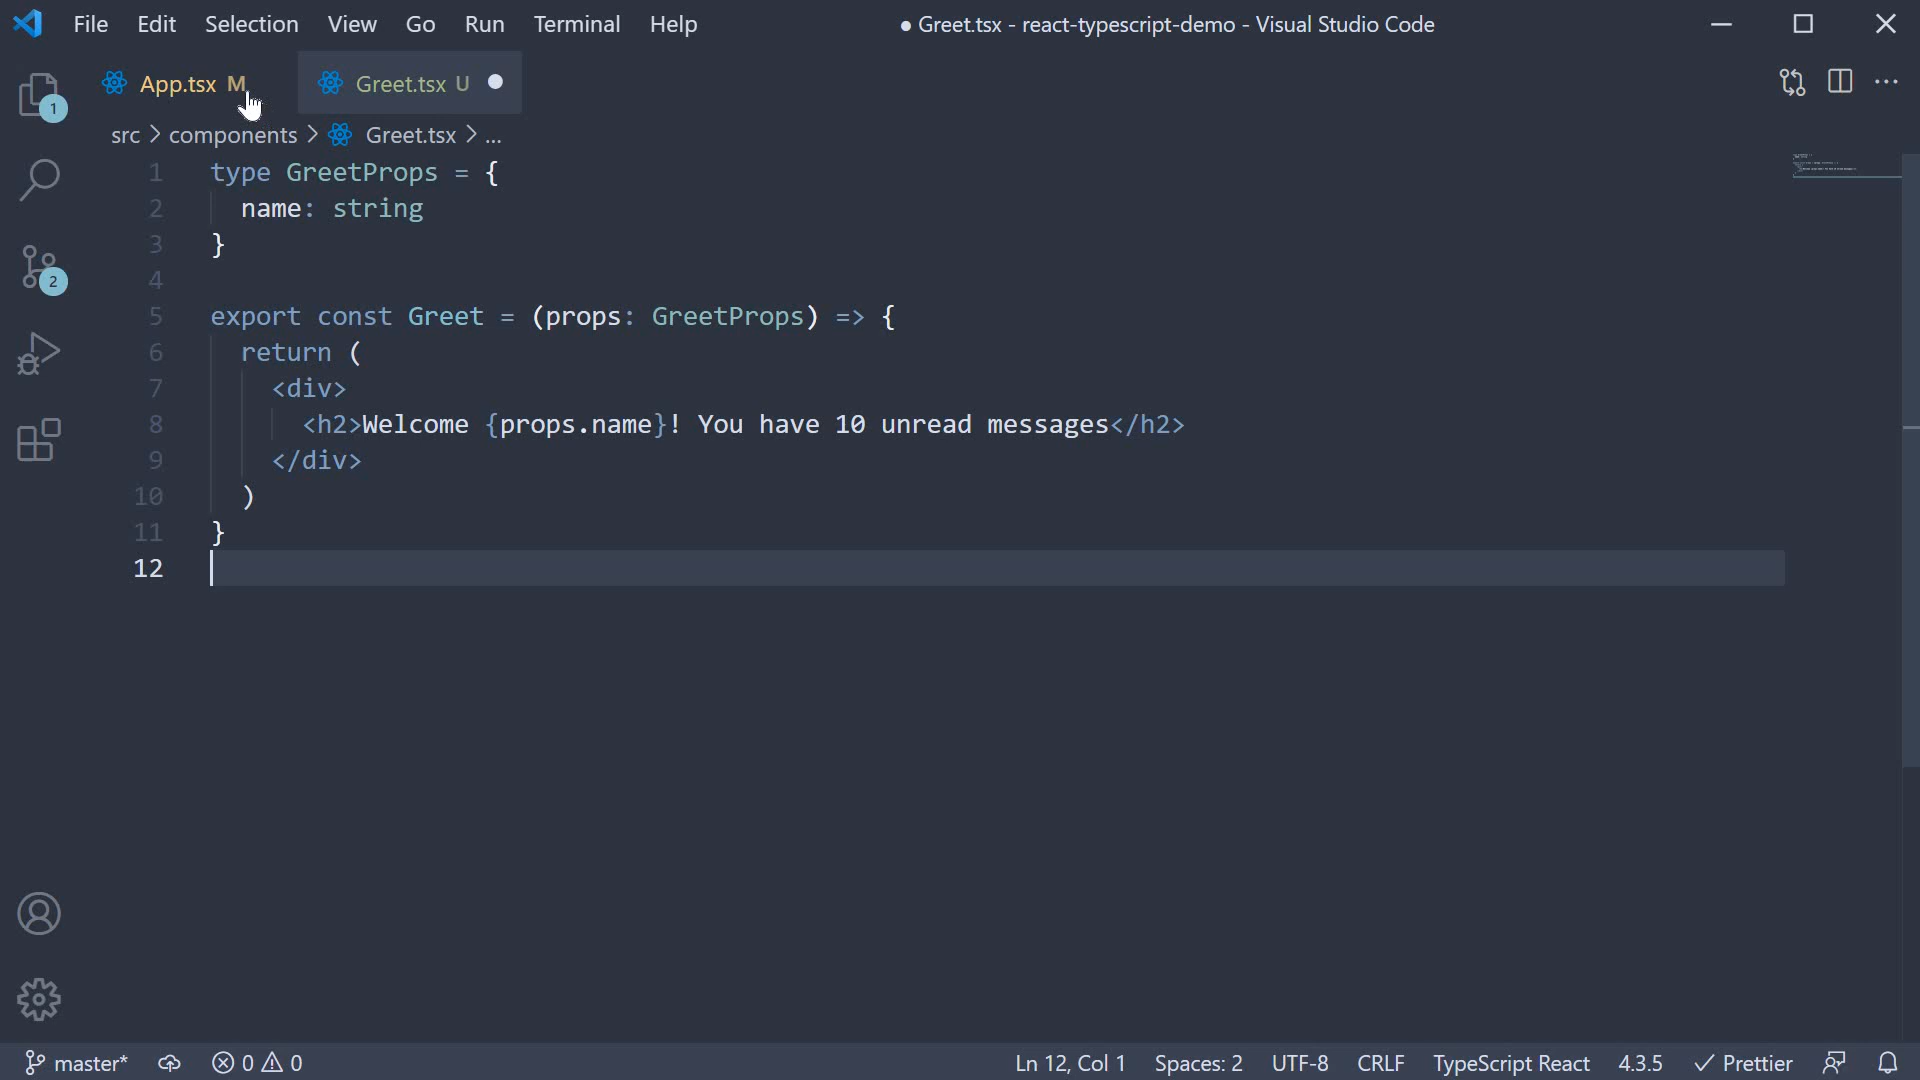 File Edit Selection View Go Run Terminal Help ● Greet.tsx - react-typescript-demo - Visual Studio Code
App.tsx M Greet.tsx U
1
src > components > Greet.tsx > ...
1 type GreetProps = {
2 name: string
3 }
4
5 export const Greet = (props: GreetProps) => {
6 return (
7 <div>
8 <h2>Welcome {props.name}! You have 10 unread messages</h2>
9 </div>
10 )
11 }
12
2
master* 0 0 Ln 12, Col 1 Spaces: 2 UTF-8 CRLF TypeScript React 4.3.5 Prettier